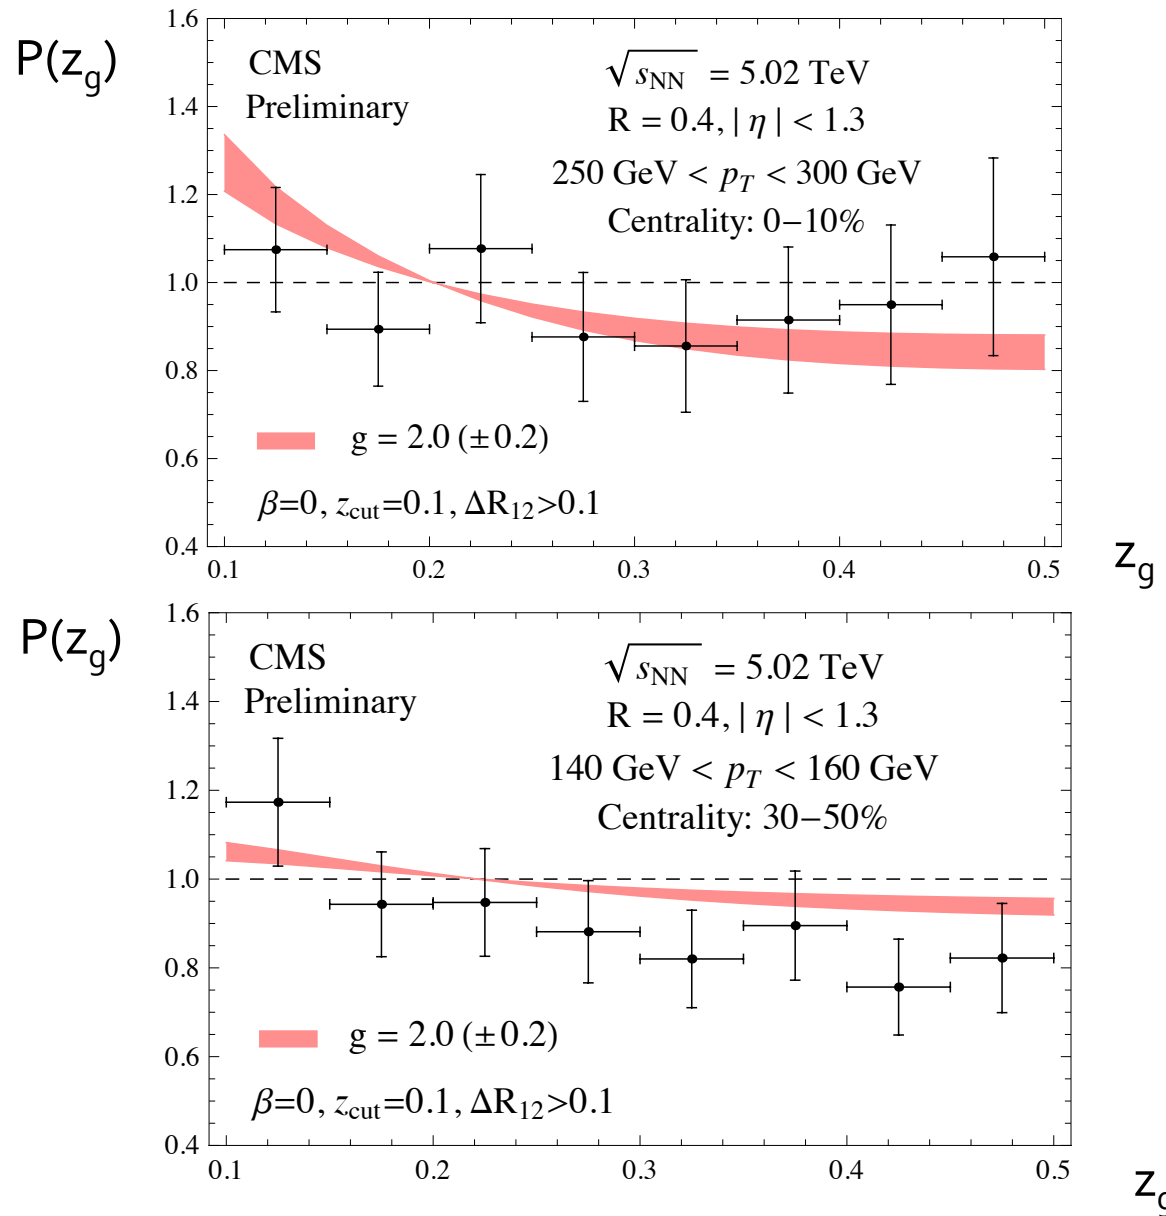 1.6
P(z_g)
CMS
Preliminary
√s_NN = 5.02 TeV
R = 0.4, | η | < 1.3
250 GeV < p_T < 300 GeV
Centrality: 0–10%
1.4
1.2
1.0
0.8
0.6
0.4
g = 2.0 (±0.2)
β=0, z_cut=0.1, ΔR_12>0.1
0.1 0.2 0.3 0.4 0.5
z_g
1.6
P(z_g)
CMS
Preliminary
√s_NN = 5.02 TeV
R = 0.4, | η | < 1.3
140 GeV < p_T < 160 GeV
Centrality: 30–50%
1.4
1.2
1.0
0.8
0.6
0.4
g = 2.0 (±0.2)
β=0, z_cut=0.1, ΔR_12>0.1
0.1 0.2 0.3 0.4 0.5
z_g